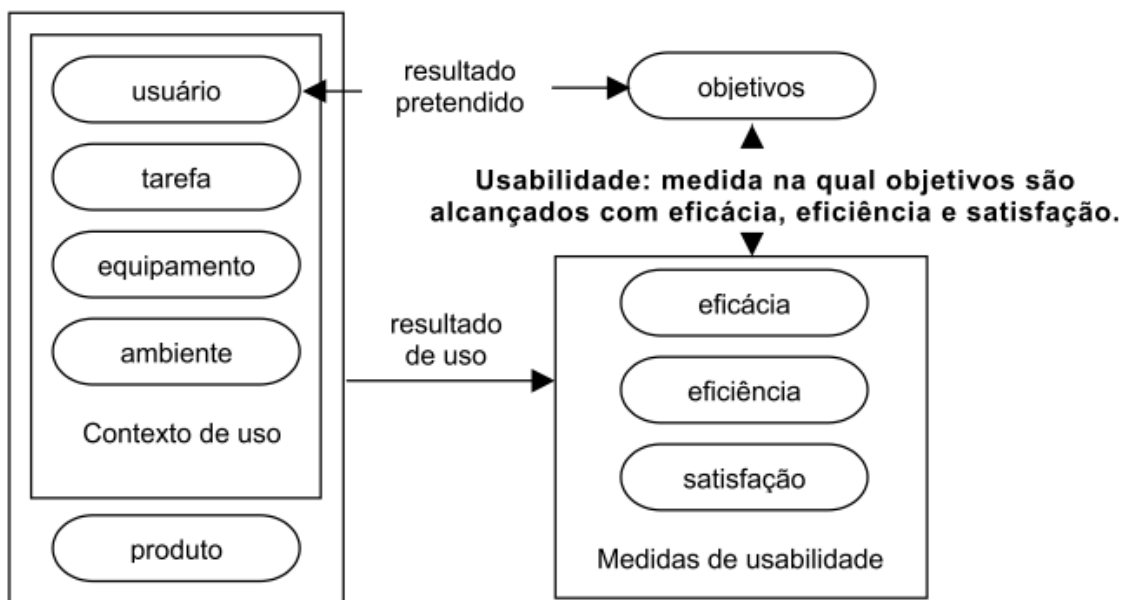 usuário
tarefa
equipamento
ambiente
Contexto de uso
produto
resultado
pretendido
objetivos
Usabilidade: medida na qual objetivos são
alcançados com eficácia, eficiência e satisfação.
resultado
de uso
eficácia
eficiência
satisfação
Medidas de usabilidade